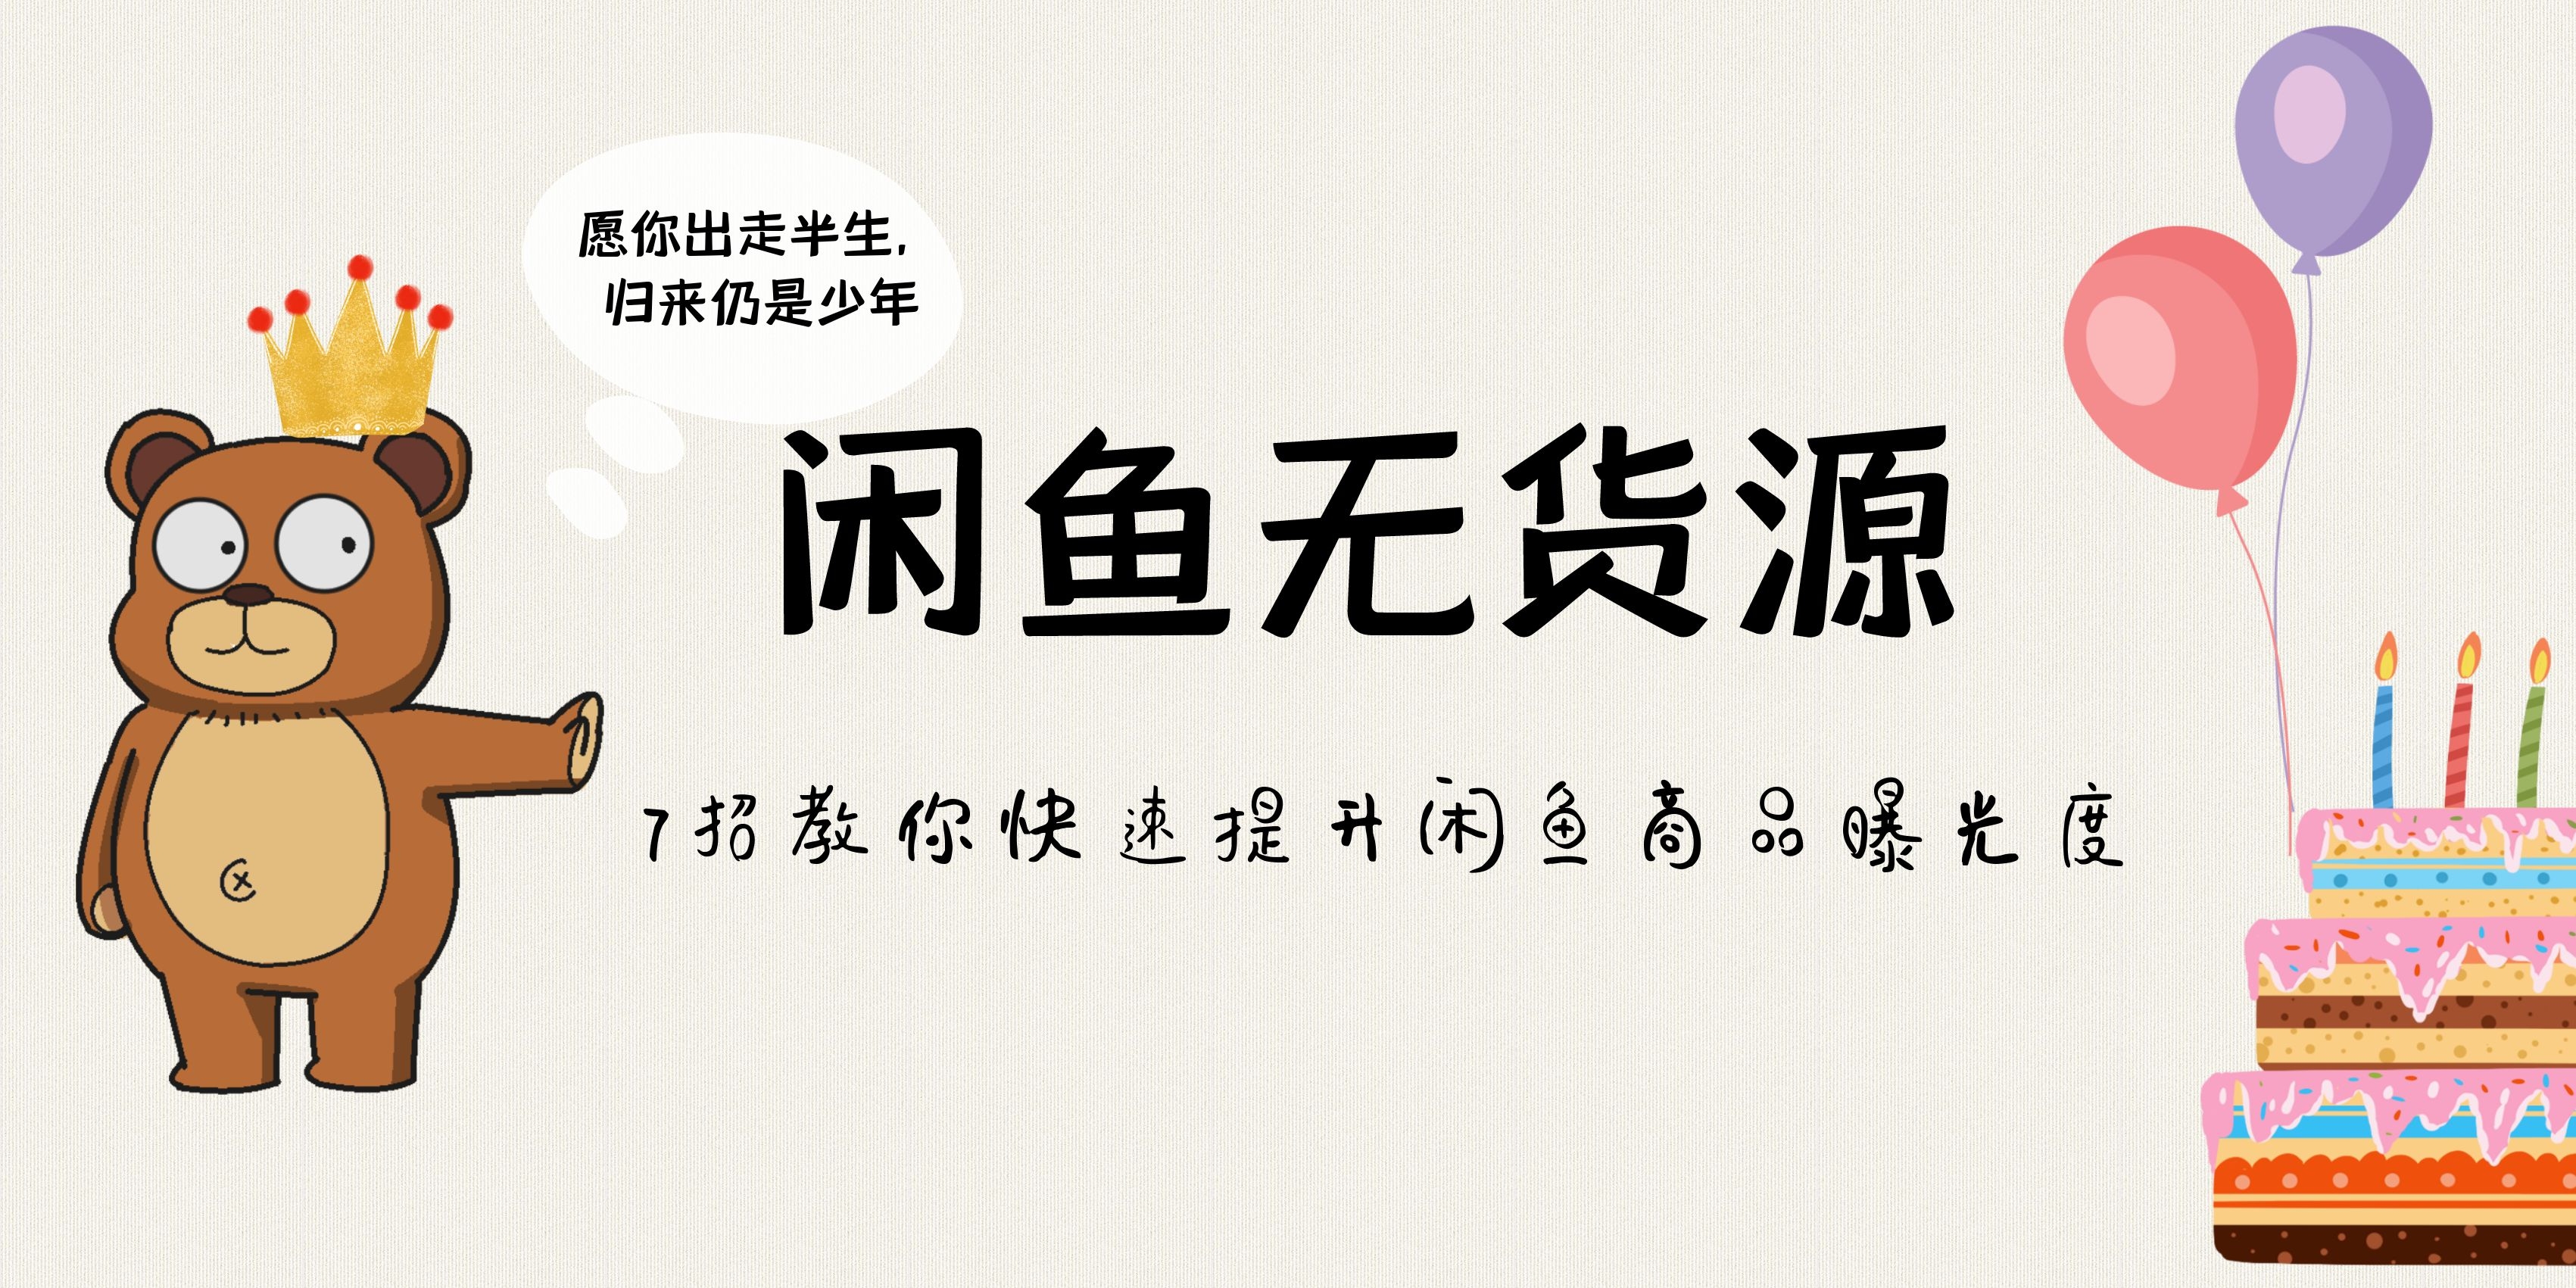 愿你出走半生,
归来仍是少年
闲鱼无货源
7招教你快速提升闲鱼商品曝光度